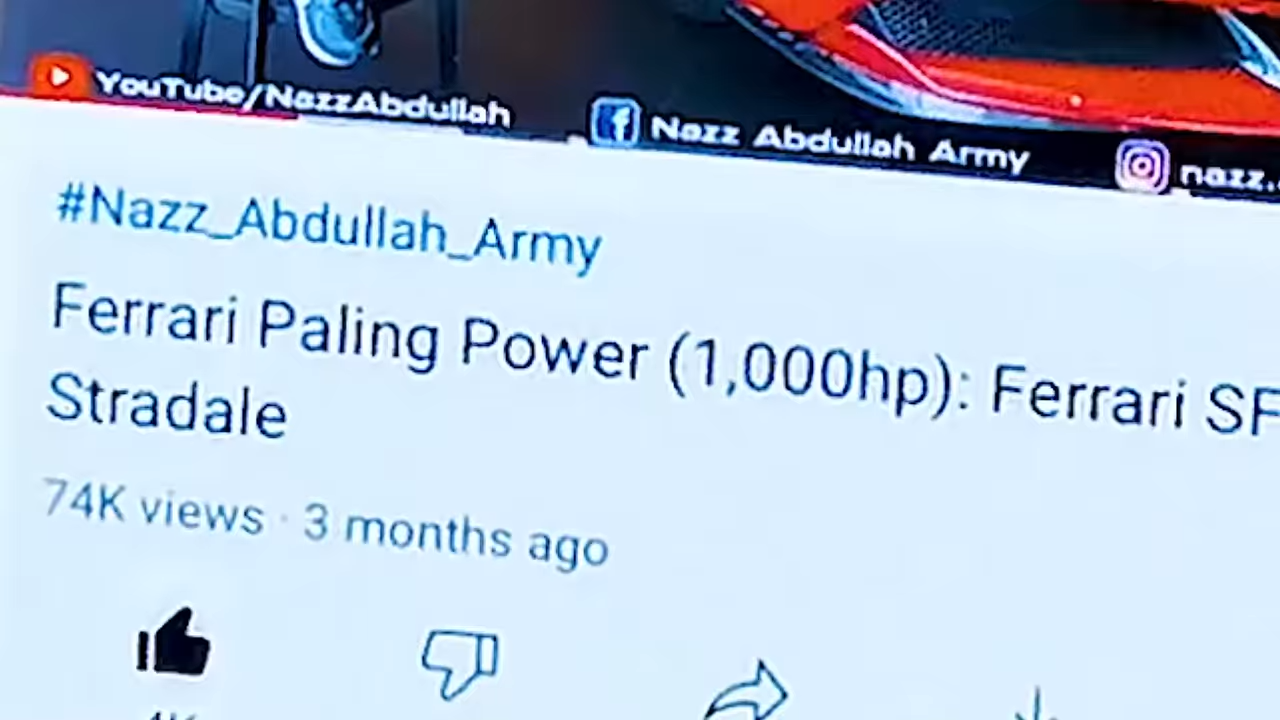 YouTube/NazzAbdullah
Nazz Abdullah Army
#Nazz_Abdullah_Army
Ferrari Paling Power (1,000hp): Ferrari SF
Stradale
74K views · 3 months ago